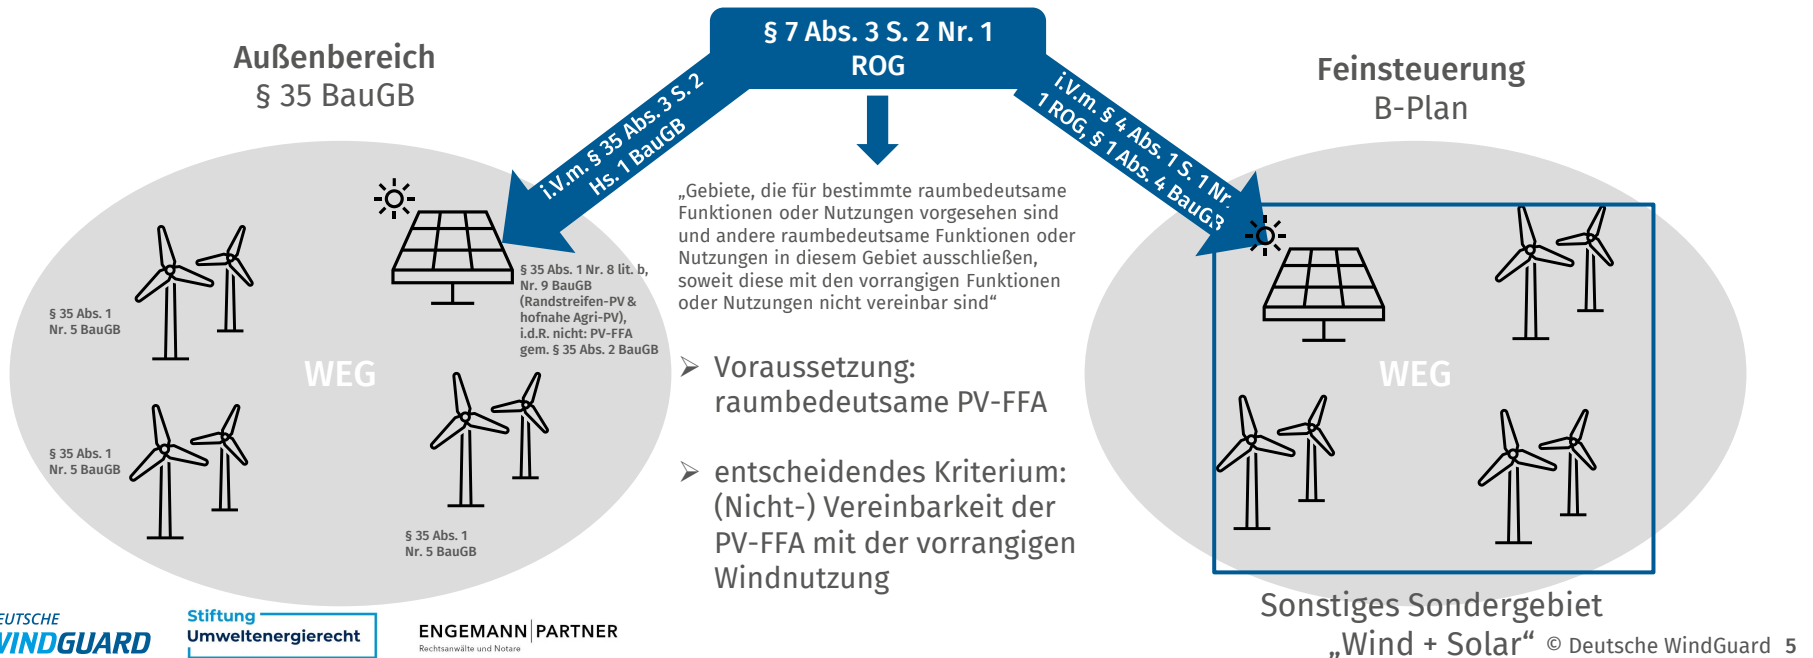 § 7 Abs. 3 S. 2 Nr. 1
ROG
Außenbereich
§ 35 BauGB
i.V.m. § 35 Abs. 3 S. 2
Hs. 1 BauGB
§ 35 Abs. 1
Nr. 5 BauGB
§ 35 Abs. 1 Nr. 8 lit. b,
Nr. 9 BauGB
(Randstreifen-PV &
hofnahe Agri-PV),
i.d.R. nicht: PV-FFA
gem. § 35 Abs. 2 BauGB
WEG
§ 35 Abs. 1
Nr. 5 BauGB
§ 35 Abs. 1
Nr. 5 BauGB
„Gebiete, die für bestimmte raumbedeutsame
Funktionen oder Nutzungen vorgesehen sind
und andere raumbedeutsame Funktionen oder
Nutzungen in diesem Gebiet ausschließen,
soweit diese mit den vorrangigen Funktionen
oder Nutzungen nicht vereinbar sind“
➢ Voraussetzung:
raumbedeutsame PV-FFA
➢ entscheidendes Kriterium:
(Nicht-) Vereinbarkeit der
PV-FFA mit der vorrangigen
Windnutzung
Feinsteuerung
B-Plan
i.V.m. § 4 Abs. 1 S. 1 Nr.
1 ROG, § 1 Abs. 4 BauGB
WEG
Sonstiges Sondergebiet
„Wind + Solar“
EUTSCHE
WINDGUARD
Stiftung
Umweltenergierecht
ENGEMANN PARTNER
Rechtsanwälte und Notare
© Deutsche WindGuard 5